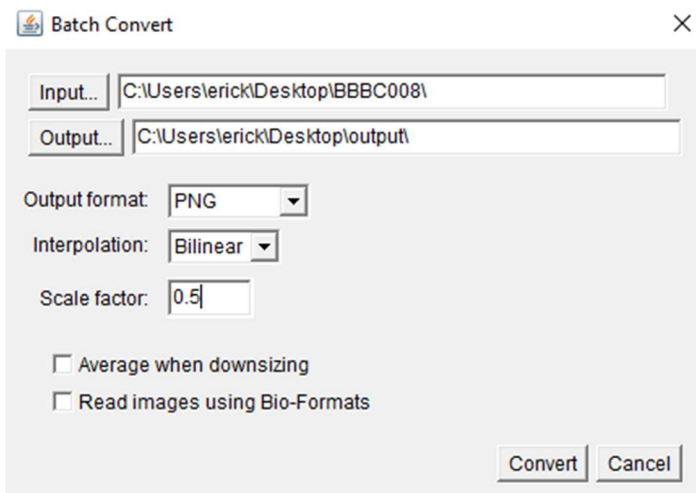 Batch Convert
Input... C:\Users\erick\Desktop\BBBC008\
Output... C:\Users\erick\Desktop\output\
Output format: PNG
Interpolation: Bilinear
Scale factor: 0.5
Average when downsizing
Read images using Bio-Formats
Convert Cancel